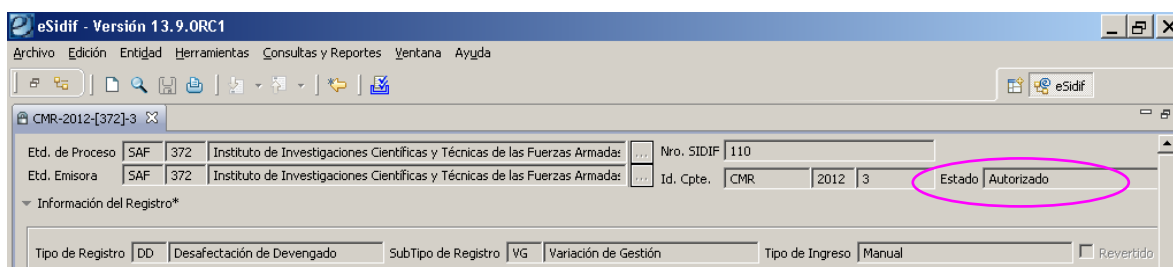 eSidif - Versión 13.9.0RC1
Archivo Edición Entidad Herramientas Consultas y Reportes Ventana Ayuda
eSidif
CMR-2012-[372]-3
Etd. de Proceso SAF 372 Instituto de Investigaciones Científicas y Técnicas de las Fuerzas Armadas ... Nro. SIDIF 110
Etd. Emisora SAF 372 Instituto de Investigaciones Científicas y Técnicas de las Fuerzas Armadas ... Id. Cpte. CMR 2012 3 Estado Autorizado
Información del Registro*
Tipo de Registro DD Desafectación de Devengado SubTipo de Registro VG Variación de Gestión Tipo de Ingreso Manual Revertido